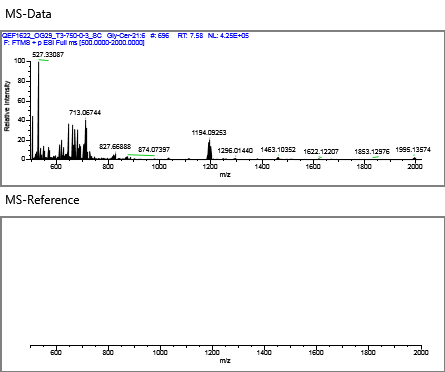 MS-Data
QEF1622_OG29_T3-750-0-3_BC Gly-Cer-21:6 #: 696 RT: 7.58 NL: 4.25E+05
F: FTMS + p ESI Full ms [500.0000-2000.0000]
527.33087
100
80
60
40
20
0
Relative Intensity
713.06744
827.66888
874.07397
1194.09253
1296.01440
1463.10352
1622.12207
1853.12976
1995.13574
600 800 1000 1200 1400 1600 1800 2000
m/z
MS-Reference
600 800 1000 1200 1400 1600 1800 2000
m/z